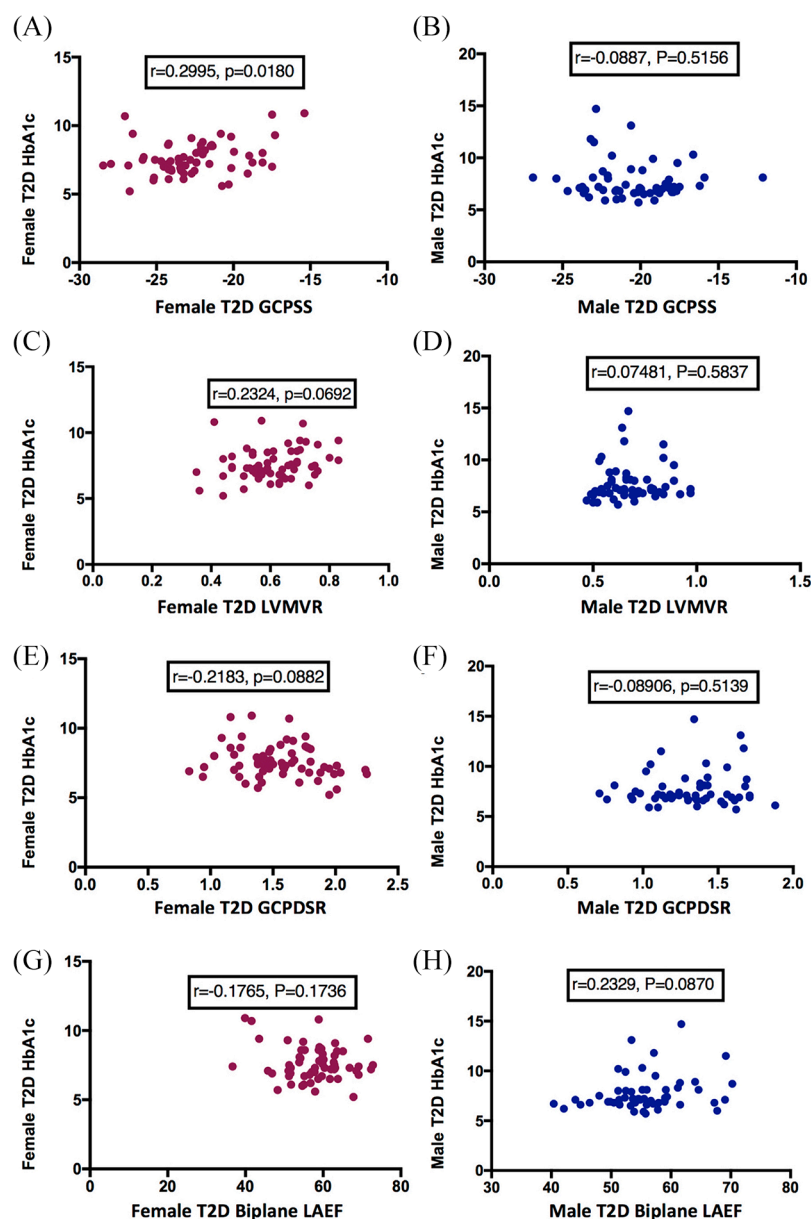 (A)
15
r=0.2995, p=0.0180
10
5
0
-30 -25 -20 -15 -10
Female T2D HbA1c
Female T2D GCPSS
(B)
20
r=-0.0887, P=0.5156
15
10
5
0
-30 -25 -20 -15 -10
Male T2D HbA1c
Male T2D GCPSS
(C)
15
r=0.2324, p=0.0692
10
5
0
0.0 0.2 0.4 0.6 0.8 1.0
Female T2D HbA1c
Female T2D LVMVR
(D)
20
r=0.07481, P=0.5837
15
10
5
0
0.0 0.5 1.0 1.5
Male T2D HbA1c
Male T2D LVMVR
(E)
15
r=-0.2183, p=0.0882
10
5
0
0.0 0.5 1.0 1.5 2.0 2.5
Female T2D HbA1c
Female T2D GCPDSR
(F)
20
r=-0.08906, p=0.5139
15
10
5
0
0.0 0.5 1.0 1.5 2.0
Male T2D HbA1c
Male T2D GCPDSR
(G)
15
r=-0.1765, P=0.1736
10
5
0
0 20 40 60 80
Female T2D HbA1c
Female T2D Biplane LAEF
(H)
20
r=0.2329, P=0.0870
15
10
5
0
30 40 50 60 70 80
Male T2D HbA1c
Male T2D Biplane LAEF